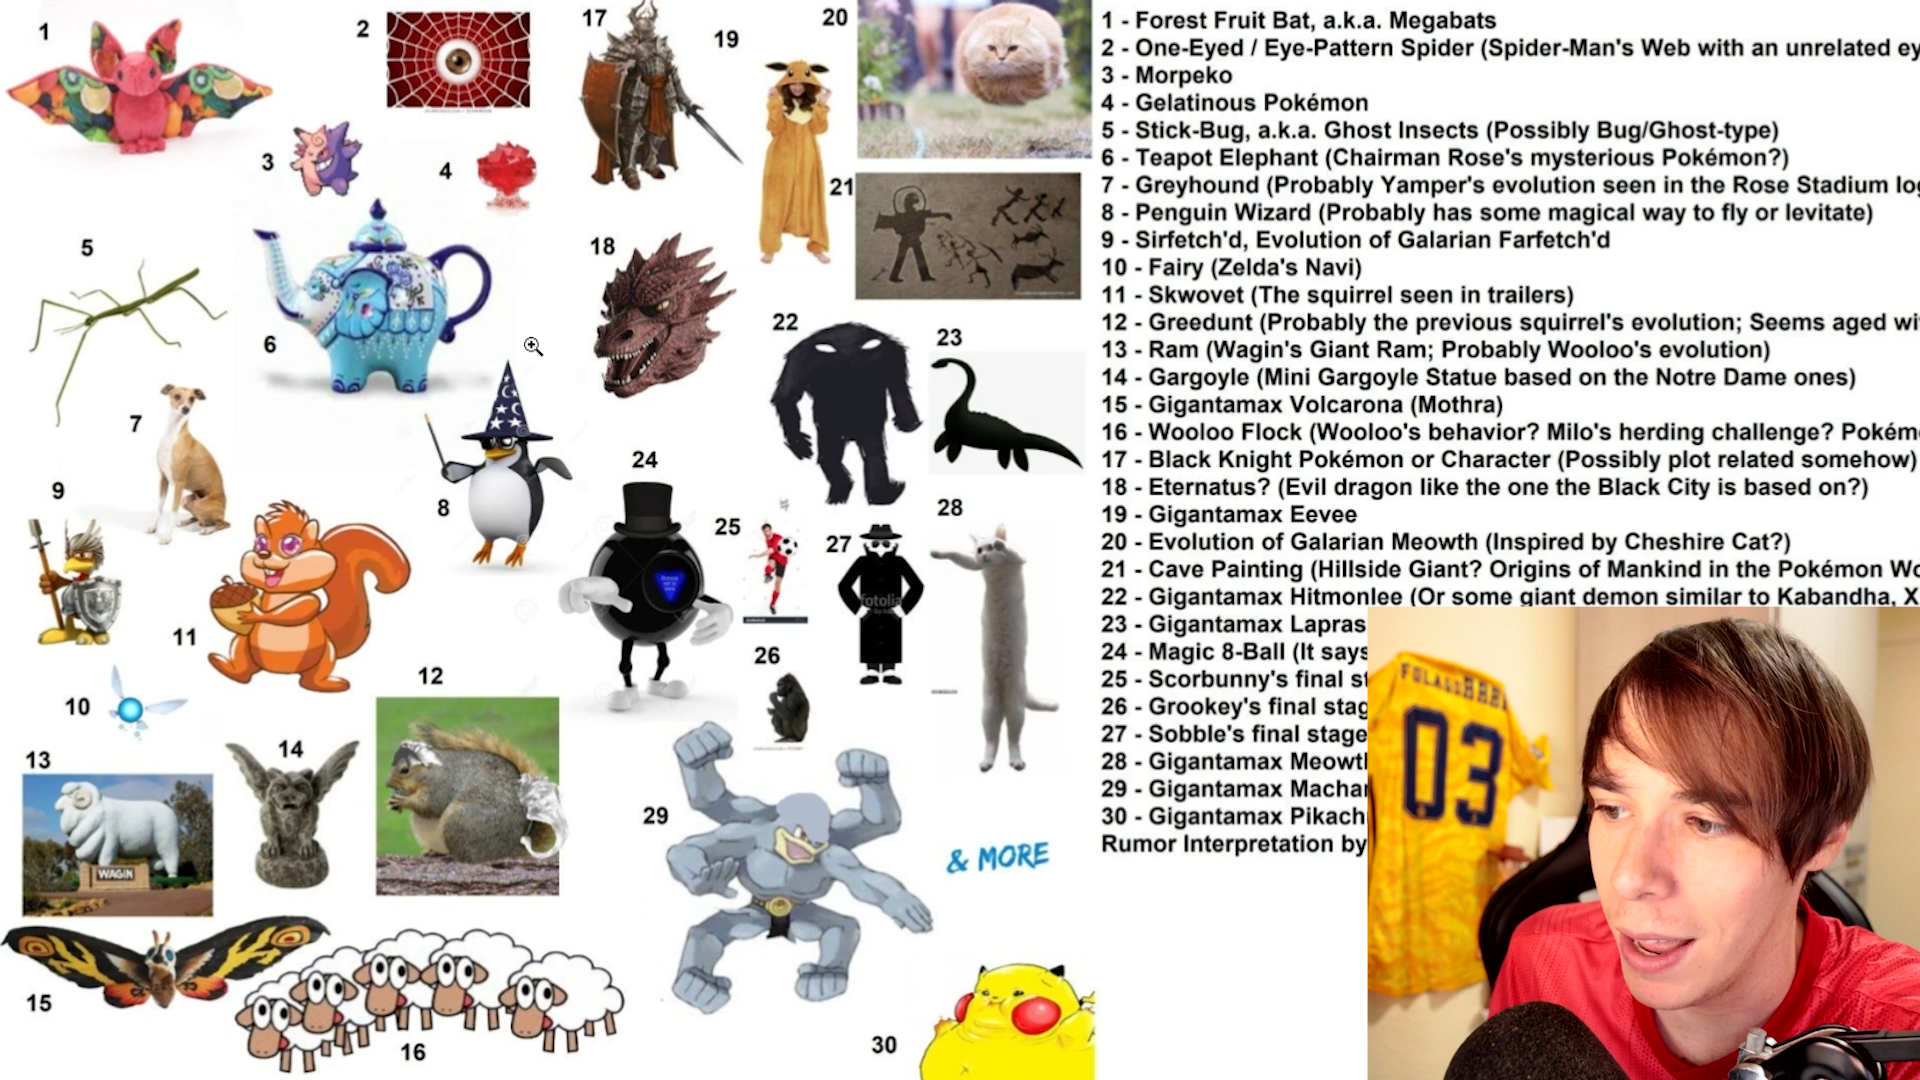 1
2
17
19
20
3
4
21
5
18
6
22
23
7
24
9
8
28
25
27
fotolia
11
26
12
10
14
13
29
WAGIN
& MORE
15
30
16
1 - Forest Fruit Bat, a.k.a. Megabats
2 - One-Eyed / Eye-Pattern Spider (Spider-Man's Web with an unrelated ey
3 - Morpeko
4 - Gelatinous Pokémon
5 - Stick-Bug, a.k.a. Ghost Insects (Possibly Bug/Ghost-type)
6 - Teapot Elephant (Chairman Rose's mysterious Pokémon?)
7 - Greyhound (Probably Yamper's evolution seen in the Rose Stadium log
8 - Penguin Wizard (Probably has some magical way to fly or levitate)
9 - Sirfetch'd, Evolution of Galarian Farfetch'd
10 - Fairy (Zelda's Navi)
11 - Skwovet (The squirrel seen in trailers)
12 - Greedunt (Probably the previous squirrel's evolution; Seems aged wi
13 - Ram (Wagin's Giant Ram; Probably Wooloo's evolution)
14 - Gargoyle (Mini Gargoyle Statue based on the Notre Dame ones)
15 - Gigantamax Volcarona (Mothra)
16 - Wooloo Flock (Wooloo's behavior? Milo's herding challenge? Pokém
17 - Black Knight Pokémon or Character (Possibly plot related somehow)
18 - Eternatus? (Evil dragon like the one the Black City is based on?)
19 - Gigantamax Eevee
20 - Evolution of Galarian Meowth (Inspired by Cheshire Cat?)
21 - Cave Painting (Hillside Giant? Origins of Mankind in the Pokémon Wo
22 - Gigantamax Hitmonlee (Or some giant demon similar to Kabandha, X
23 - Gigantamax Lapras
24 - Magic 8-Ball (It says
25 - Scorbunny's final st
26 - Grookey's final stag
27 - Sobble's final stage
28 - Gigantamax Meowth
29 - Gigantamax Machar
30 - Gigantamax Pikach
Rumor Interpretation by
03